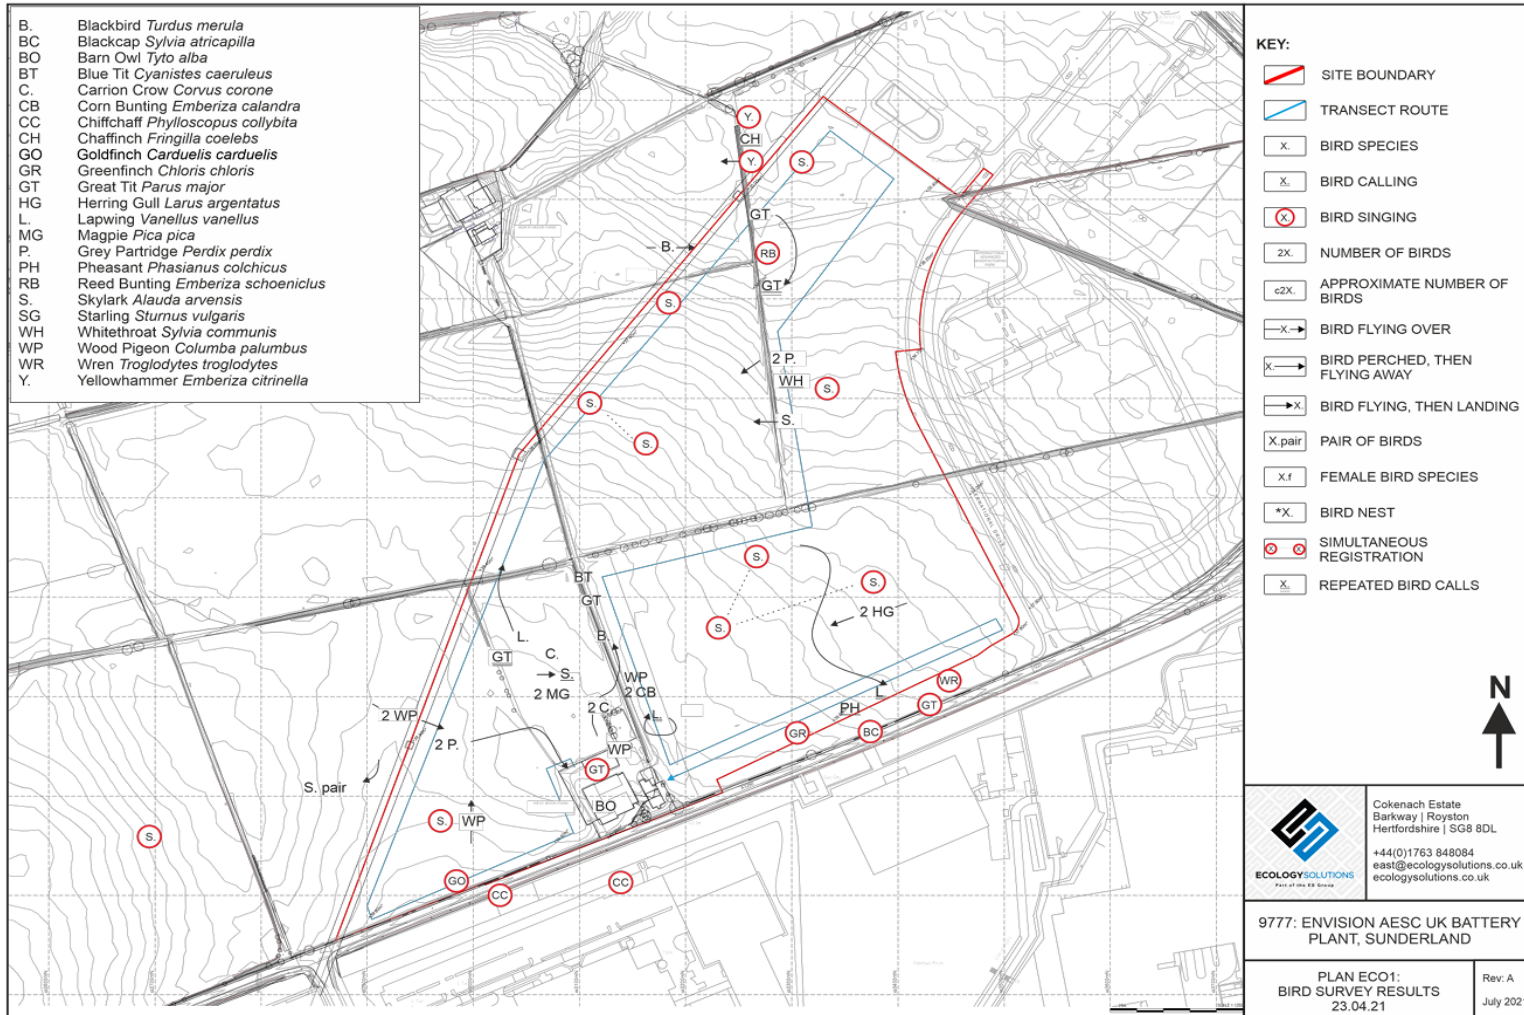 B. Blackbird Turdus merula
BC Blackcap Sylvia atricapilla
BO Barn Owl Tyto alba
BT Blue Tit Cyanistes caeruleus
C. Carrion Crow Corvus corone
CB Corn Bunting Emberiza calandra
CC Chiffchaff Phylloscopus collybita
CH Chaffinch Fringilla coelebs
GO Goldfinch Carduelis carduelis
GR Greenfinch Chloris chloris
GT Great Tit Parus major
HG Herring Gull Larus argentatus
L. Lapwing Vanellus vanellus
MG Magpie Pica pica
P. Grey Partridge Perdix perdix
PH Pheasant Phasianus colchicus
RB Reed Bunting Emberiza schoeniclus
S. Skylark Alauda arvensis
SG Starling Sturnus vulgaris
WH Whitethroat Sylvia communis
WP Wood Pigeon Columba palumbus
WR Wren Troglodytes troglodytes
Y. Yellowhammer Emberiza citrinella
Y.
CH
Y.
S.
GT
B.
RB
GT
S.
2 P.
WH
S.
S.
S.
S.
S.
BT
S.
GT
2 HG
S.
B.
L.
C.
GT
S.
WP
2 MG
2 CB
L.
WR
2 C.
PH
GT
2 WP
L.
GR
BC
2 P.
WP
GT
S. pair
BO
S.
WP
S.
GO
CC
CC
KEY:
SITE BOUNDARY
TRANSECT ROUTE
X. BIRD SPECIES
X. BIRD CALLING
X. BIRD SINGING
2X. NUMBER OF BIRDS
c2X. APPROXIMATE NUMBER OF
BIRDS
X. BIRD FLYING OVER
X. BIRD PERCHED, THEN
FLYING AWAY
X. BIRD FLYING, THEN LANDING
X.pair PAIR OF BIRDS
X.f FEMALE BIRD SPECIES
*X. BIRD NEST
X. X. SIMULTANEOUS
REGISTRATION
X. REPEATED BIRD CALLS
N
ECOLOGYSOLUTIONS
Part of the ES Group
Cokenach Estate
Barkway | Royston
Hertfordshire | SG8 8DL
+44(0)1763 848084
east@ecologysolutions.co.uk
ecologysolutions.co.uk
9777: ENVISION AESC UK BATTERY
PLANT, SUNDERLAND
PLAN ECO1:
BIRD SURVEY RESULTS
23.04.21
Rev: A
July 2021